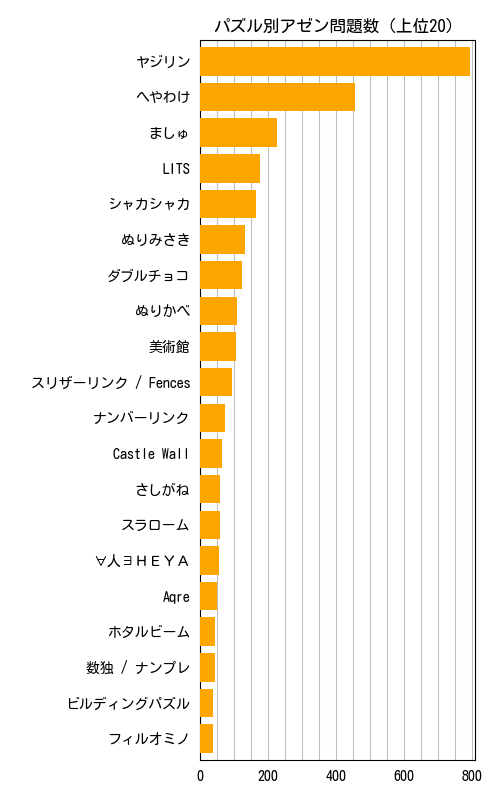 パズル別アゼン問題数 (上位20)
ヤジリン
へやわけ
ましゅ
LITS
シャカシャカ
ぬりみさき
ダブルチョコ
ぬりかべ
美術館
スリザーリンク / Fences
ナンバーリンク
Castle Wall
さしがね
スラローム
∀人∃ＨＥＹＡ
Aqre
ホタルビーム
数独 / ナンプレ
ビルディングパズル
フィルオミノ
0 200 400 600 800